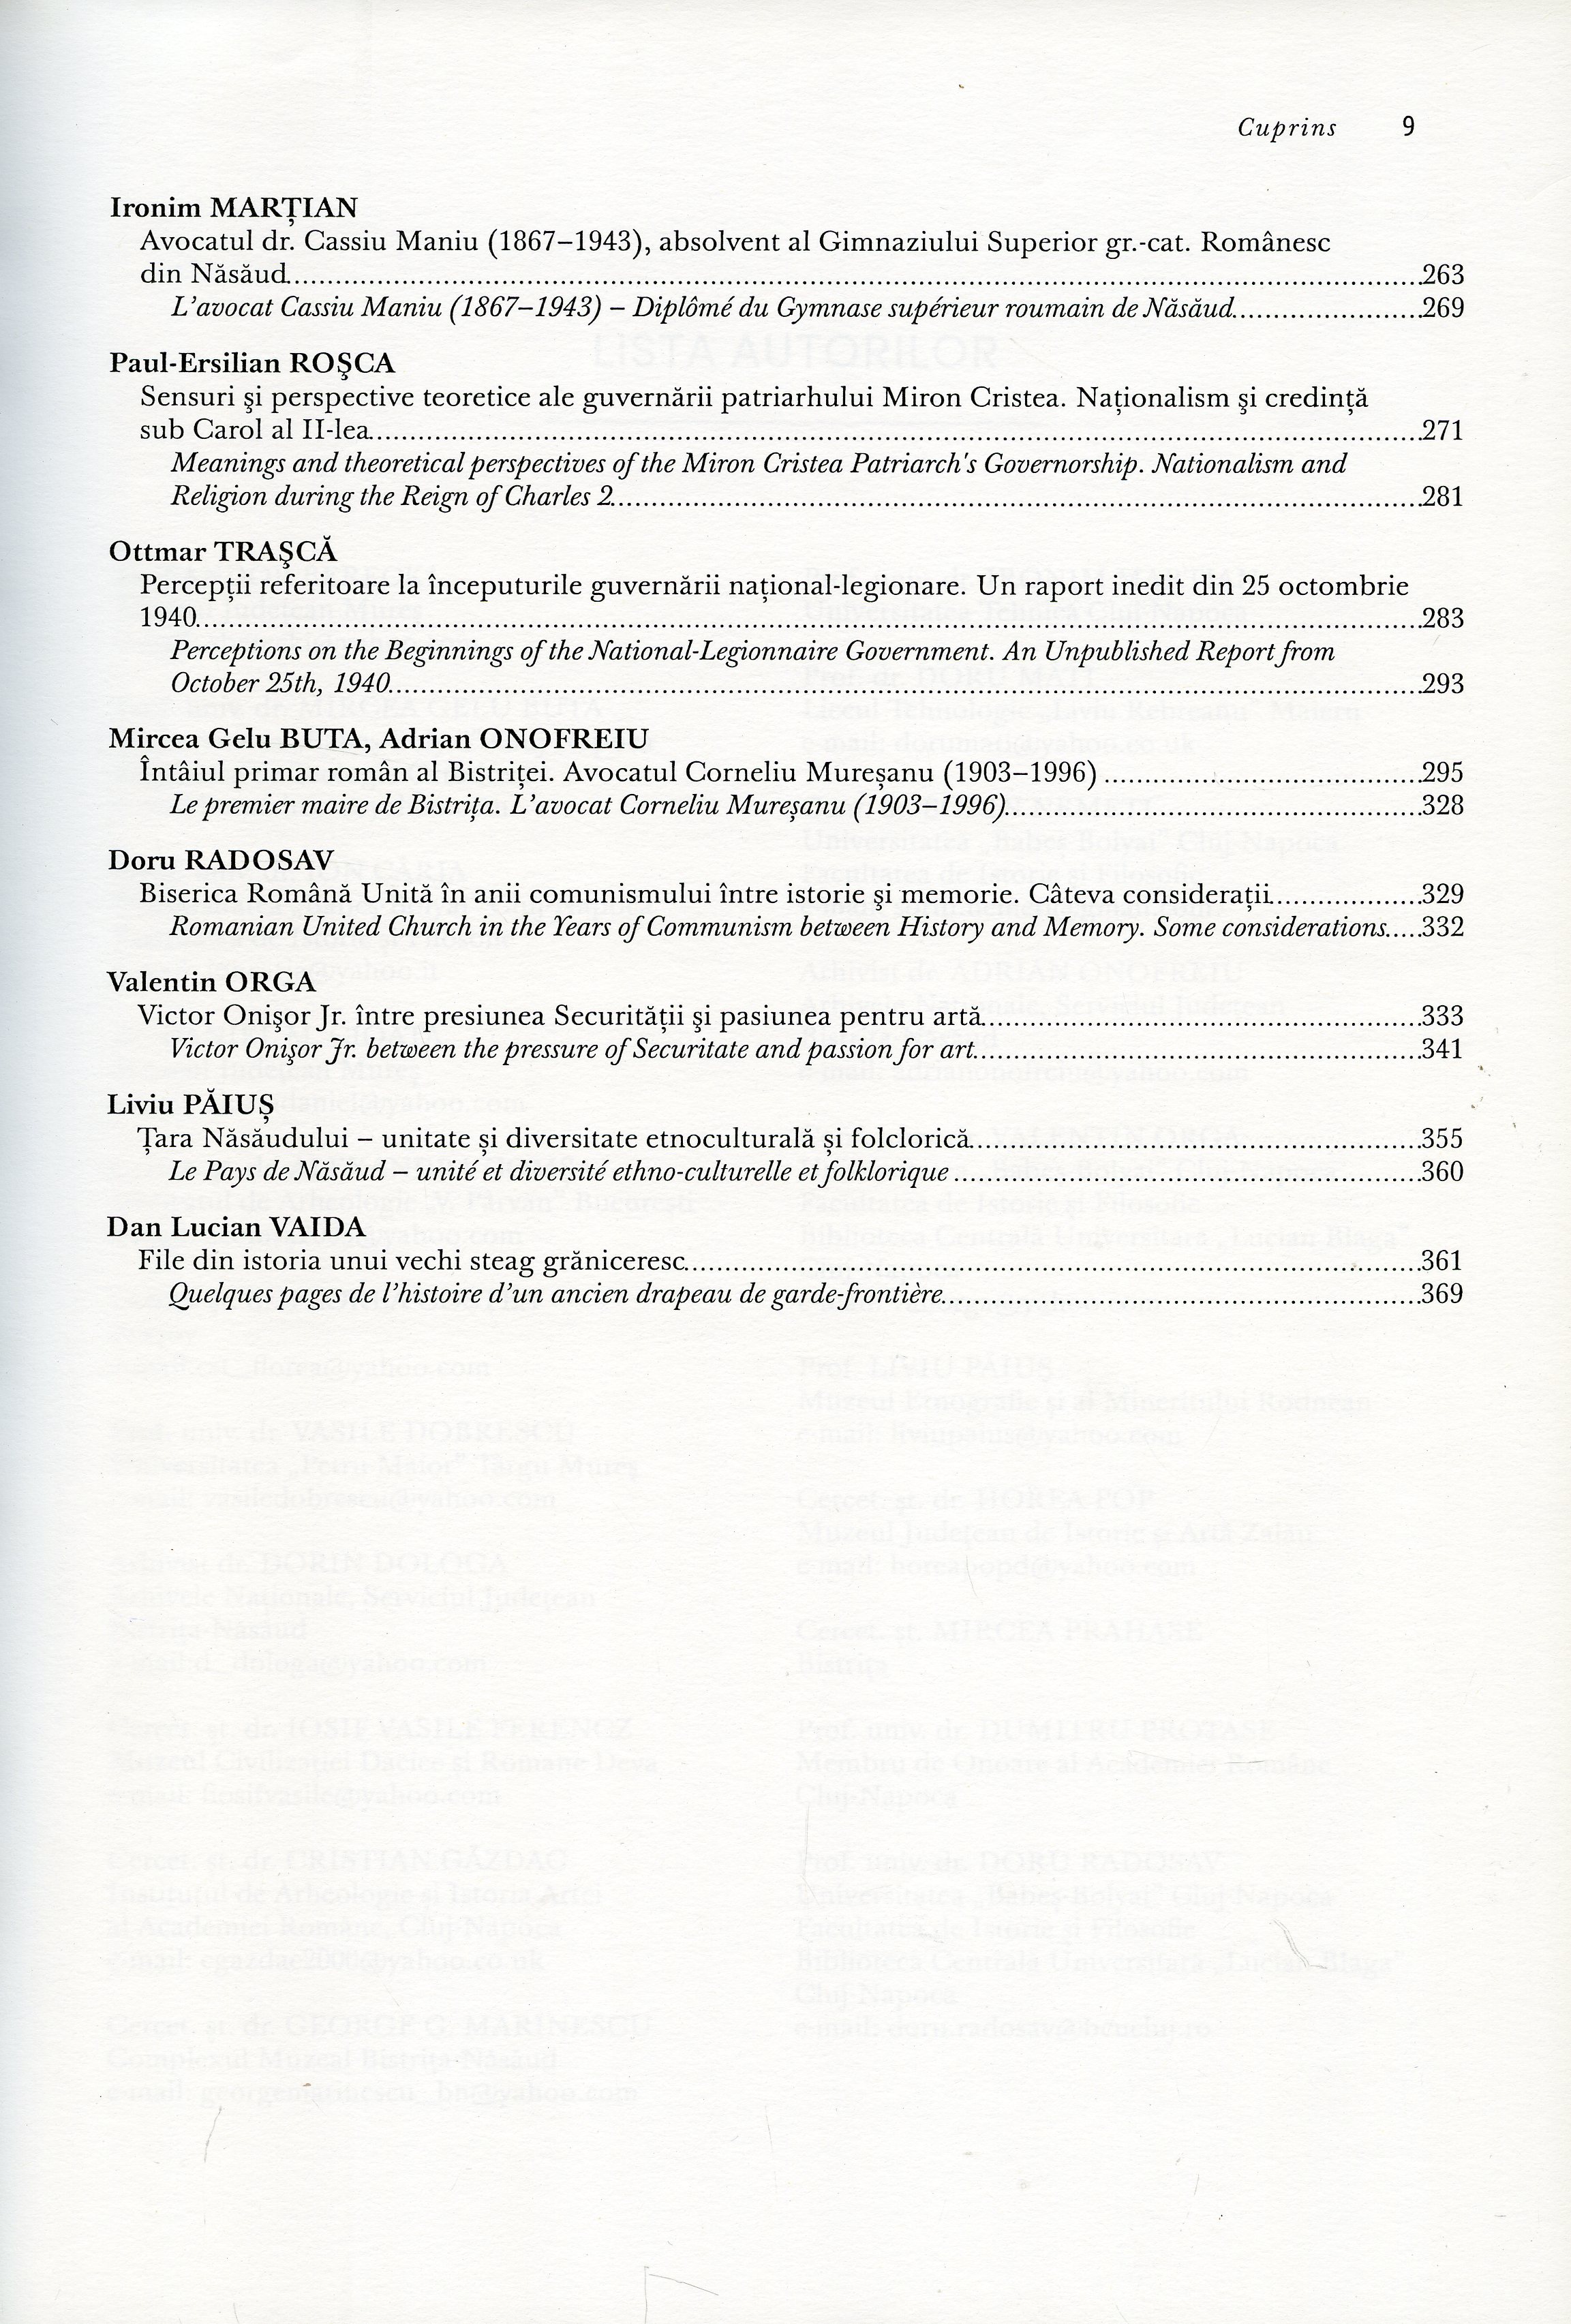 Cuprins 9
Ironim MARȚIAN
Avocatul dr. Cassiu Maniu (1867–1943), absolvent al Gimnaziului Superior gr.-cat. Românesc
din Năsăud....................263
L'avocat Cassiu Maniu (1867–1943) – Diplômé du Gymnase supérieur roumain de Năsăud....................269
Paul-Ersilian ROŞCA
Sensuri şi perspective teoretice ale guvernării patriarhului Miron Cristea. Naţionalism şi credinţă
sub Carol al II-lea....................271
Meanings and theoretical perspectives of the Miron Cristea Patriarch's Governorship. Nationalism and
Religion during the Reign of Charles 2....................281
Ottmar TRAŞCĂ
Percepţii referitoare la începuturile guvernării naţional-legionare. Un raport inedit din 25 octombrie
1940....................283
Perceptions on the Beginnings of the National-Legionnaire Government. An Unpublished Report from
October 25th, 1940....................293
Mircea Gelu BUTA, Adrian ONOFREIU
Întâiul primar român al Bistriței. Avocatul Corneliu Mureșanu (1903–1996) ....................295
Le premier maire de Bistrița. L'avocat Corneliu Mureșanu (1903–1996)....................328
Doru RADOSAV
Biserica Română Unită în anii comunismului între istorie şi memorie. Câteva consideraţii....................329
Romanian United Church in the Years of Communism between History and Memory. Some considerations.....332
Valentin ORGA
Victor Onişor Jr. între presiunea Securităţii şi pasiunea pentru artă....................333
Victor Onişor Jr. between the pressure of Securitate and passion for art....................341
Liviu PĂIUȘ
Țara Năsăudului – unitate și diversitate etnoculturală și folclorică....................355
Le Pays de Năsăud – unité et diversité ethno-culturelle et folklorique ....................360
Dan Lucian VAIDA
File din istoria unui vechi steag grăniceresc....................361
Quelques pages de l'histoire d'un ancien drapeau de garde-frontière....................369